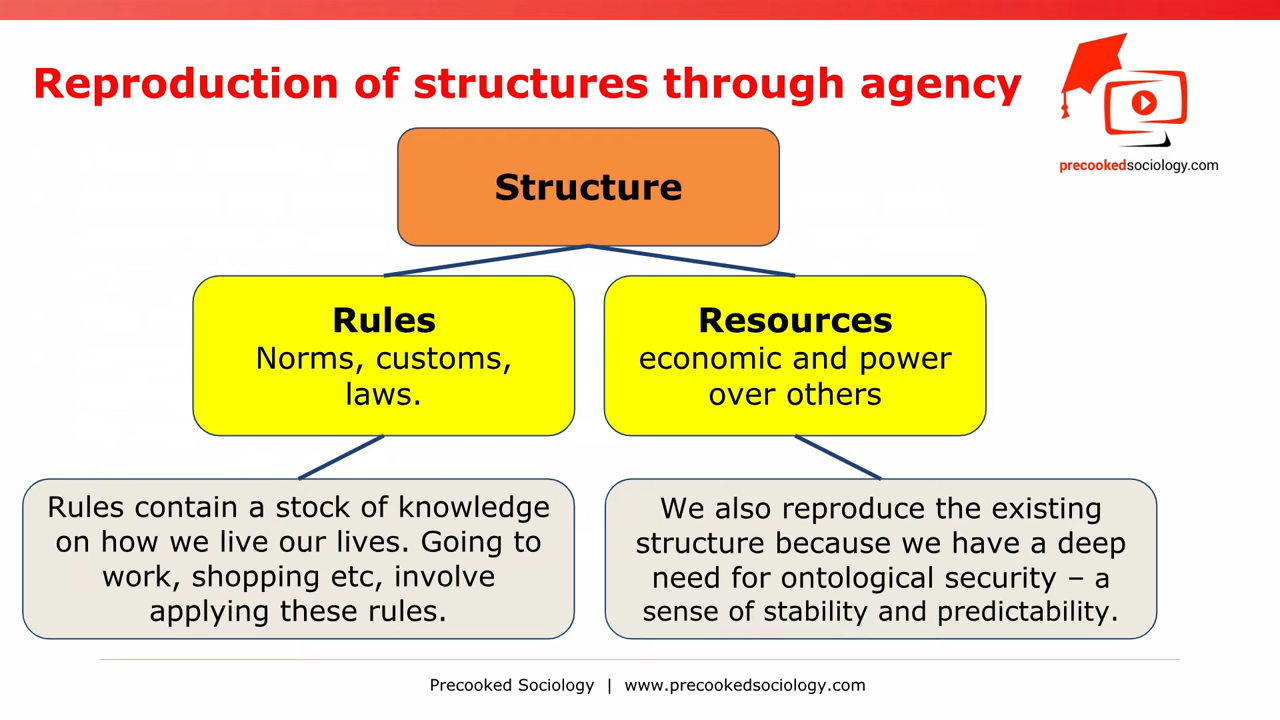 Reproduction of structures through agency
precookedsociology.com
Structure
Rules
Norms, customs,
laws.
Resources
economic and power
over others
Rules contain a stock of knowledge
on how we live our lives. Going to
work, shopping etc, involve
applying these rules.
We also reproduce the existing
structure because we have a deep
need for ontological security – a
sense of stability and predictability.
Precooked Sociology | www.precookedsociology.com